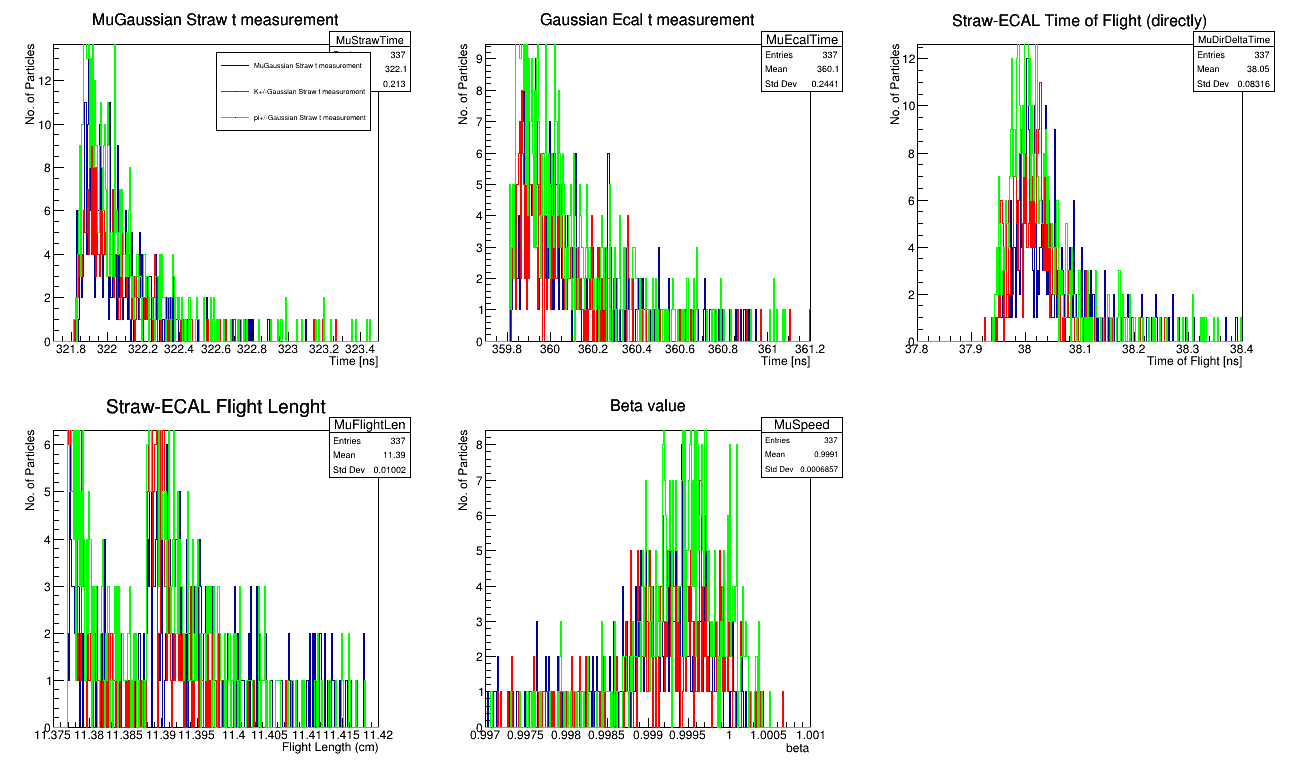 MuGaussian Straw t measurement
MuStrawTime
337
322.1
0.213
MuGaussian Straw t measurement
K+/-Gaussian Straw t measurement
pi+/-Gaussian Straw t measurement
No. of Particles
12
10
8
6
4
2
0
321.8 322 322.2 322.4 322.6 322.8 323 323.2 323.4
Time [ns]
Gaussian Ecal t measurement
MuEcalTime
Entries 337
Mean 360.1
Std Dev 0.2441
No. of Particles
9
8
7
6
5
4
3
2
1
0
359.8 360 360.2 360.4 360.6 360.8 361 361.2
Time [ns]
Straw-ECAL Time of Flight (directly)
MuDirDeltaTime
Entries 337
Mean 38.05
Std Dev 0.08316
No. of Particles
12
10
8
6
4
2
0
37.8 37.9 38 38.1 38.2 38.3 38.4
Time of Flight [ns]
Straw-ECAL Flight Lenght
MuFlightLen
Entries 337
Mean 11.39
Std Dev 0.01002
No. of Particles
6
5
4
3
2
1
0
11.375 11.38 11.385 11.39 11.395 11.4 11.405 11.41 11.415 11.42
Flight Length (cm)
Beta value
MuSpeed
Entries 337
Mean 0.9991
Std Dev 0.0006857
No. of Particles
8
7
6
5
4
3
2
1
0
0.997 0.9975 0.998 0.9985 0.999 0.9995 1 1.0005 1.001
beta